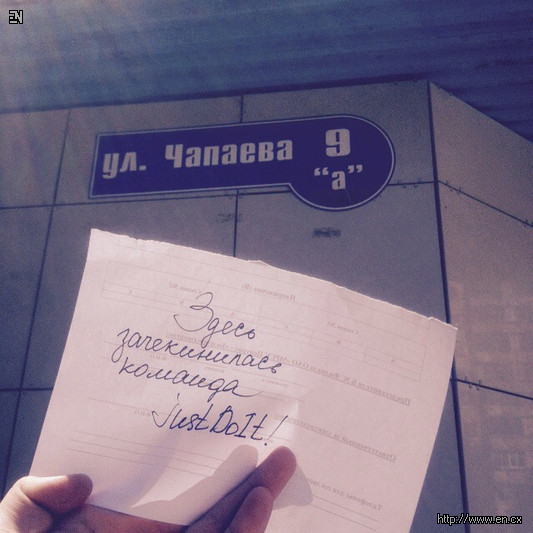 EN
ул. Чапаева 9
"а"
Здесь
зачекинилась
команда
JustDoIt!
http://www.en.cx